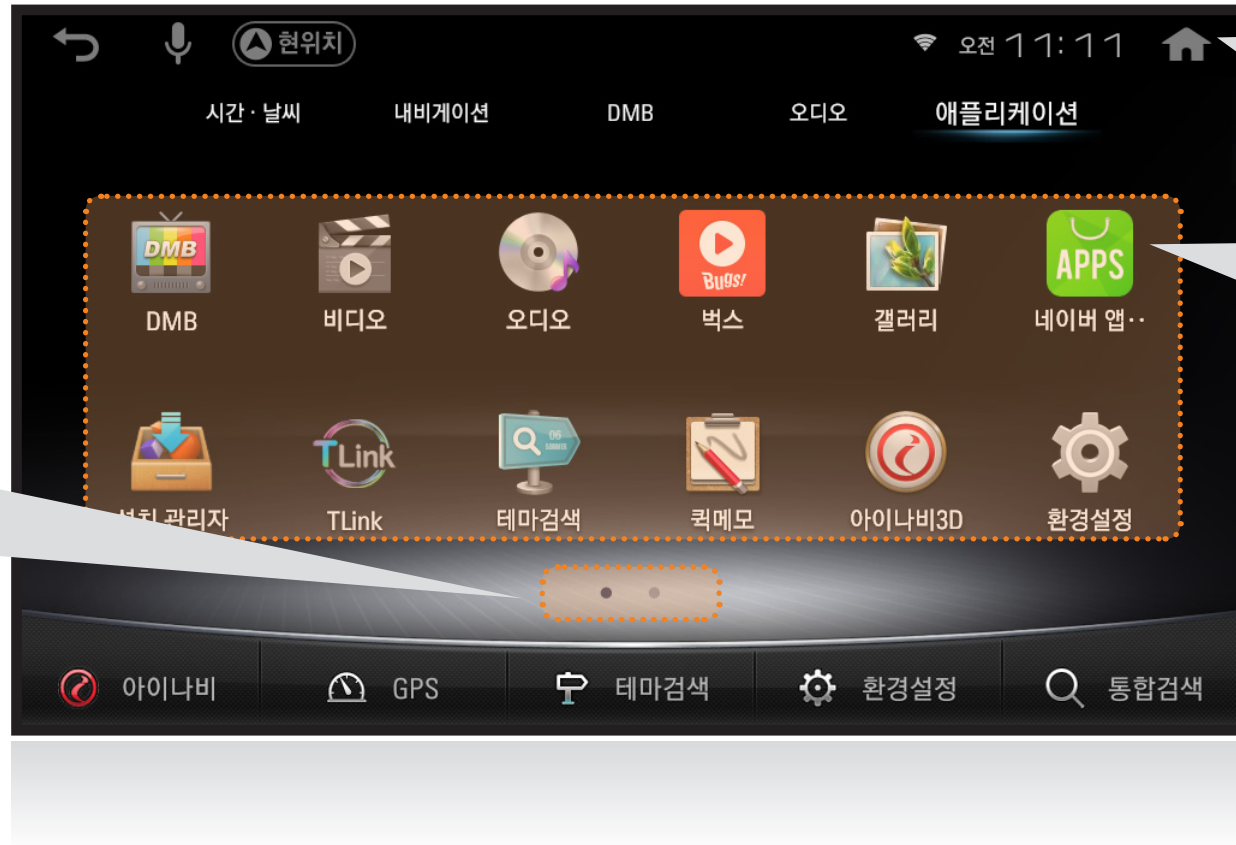 현위치
오전 11:11
시간 · 날씨 내비게이션 DMB 오디오 애플리케이션
DMB
Bugs!
APPS
DMB 비디오 오디오 벅스 갤러리 네이버 앱··
TLink
설치 관리자 TLink 테마검색 퀵메모 아이나비3D 환경설정
아이나비 GPS 테마검색 환경설정 통합검색